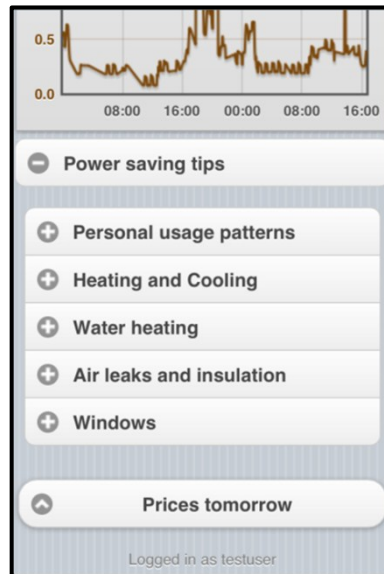 0.5
0.0
08:00 16:00 00:00 08:00 16:00
Power saving tips
Personal usage patterns
Heating and Cooling
Water heating
Air leaks and insulation
Windows
Prices tomorrow
Logged in as testuser